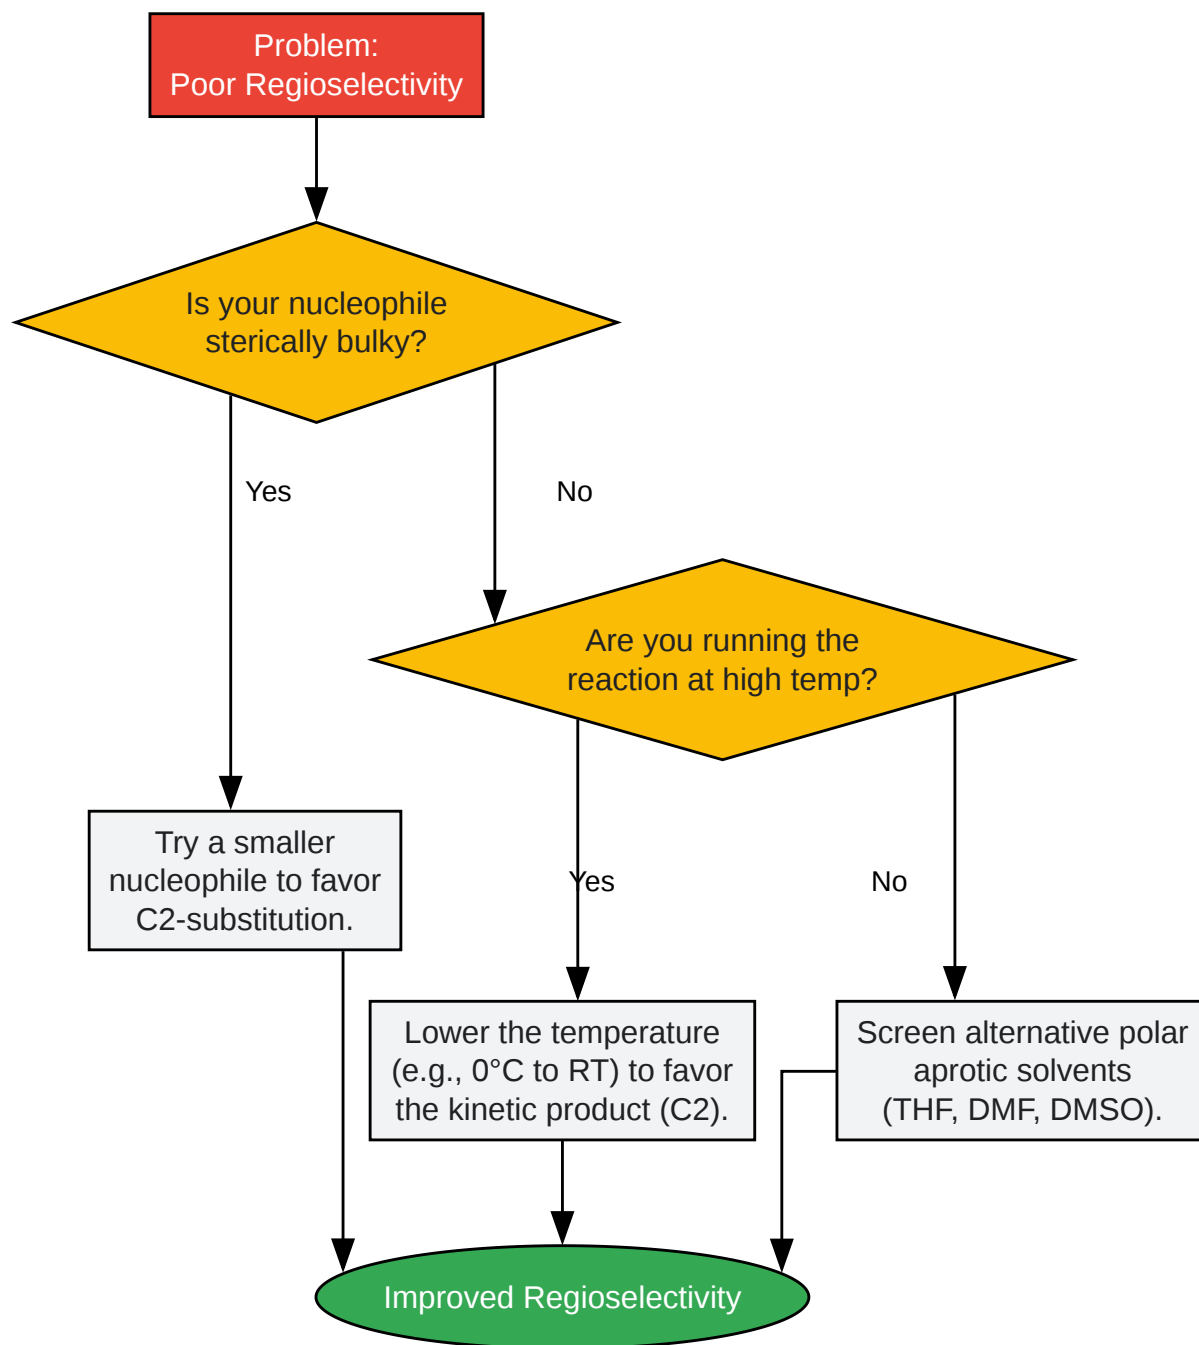 Problem:
Poor Regioselectivity
Is your nucleophile
sterically bulky?
Yes
No
Are you running the
reaction at high temp?
Try a smaller
nucleophile to favor
C2-substitution.
Yes
No
Lower the temperature
(e.g., 0°C to RT) to favor
the kinetic product (C2).
Screen alternative polar
aprotic solvents
(THF, DMF, DMSO).
Improved Regioselectivity